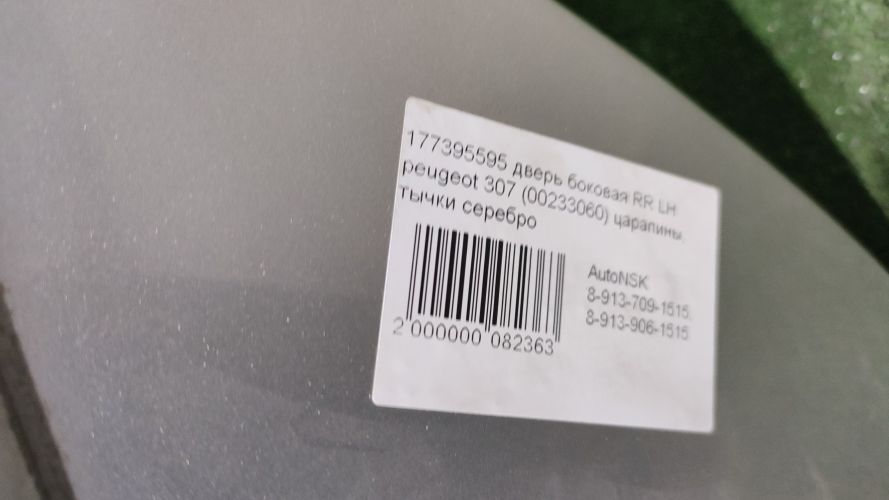 177395595 дверь боковая RR LH
peugeot 307 (00233060) царапины,
тычки серебро
AutoNSK
8-913-709-1515,
8-913-906-1515
2 000000 082363